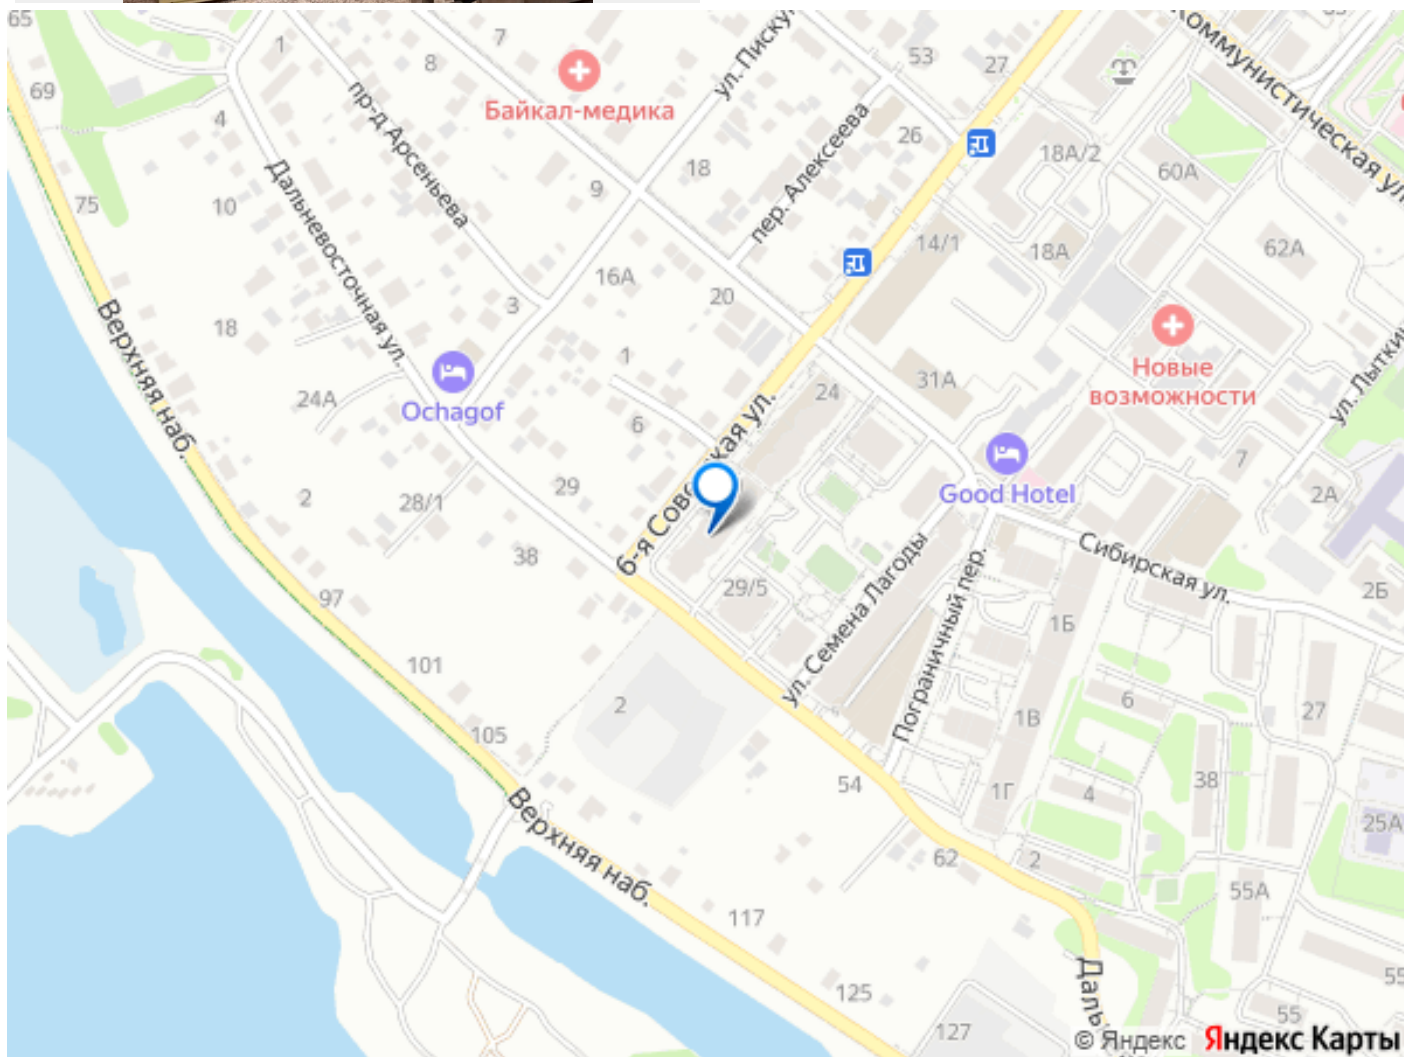 65
7
1
8
ул. Писку
53
27
Коммунистическая ул.
69
Байкал-медика
пр-д Арсеньева
пер. Алексеева
26
4
18
18А/2
60А
75
10
Дальневосточная ул.
9
14/1
18А
62А
16А
20
3
Верхняя наб.
18
1
Новые
возможности
ул. Лытки
24А
Ochagof
31А
24
6
6-я Сов
кая ул.
2
28/1
29
Good Hotel
7
2А
38
Сибирская ул.
97
29/5
ул. Семена Лагоды
Пограничный пер.
1Б
2Б
101
2
6
27
105
1В
54
38
1Г
4
Верхняя наб.
62
2
25А
55А
117
Даль
55
125
55
127
© Яндекс Яндекс Карты